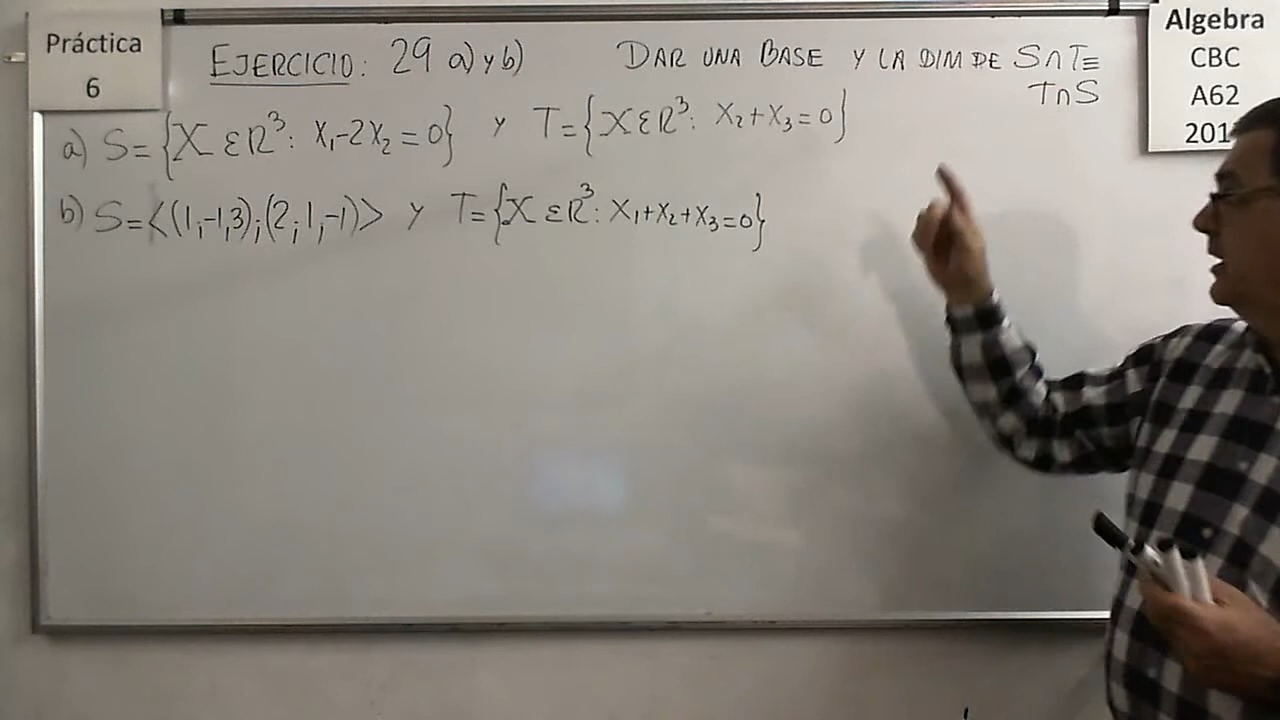 Práctica
6
EJERCICIO: 29 a) y b)
DAR UNA BASE Y LA DIM DE S∩T≡
T∩S
a) S={X ε ℝ³: X₁-2X₂=0} y T={X ε ℝ³: X₂+X₃=0}
b) S=<(1,-1,3);(2;1,-1)> y T={X ε ℝ³: X₁+X₂+X₃=0}
Algebra
CBC
A62